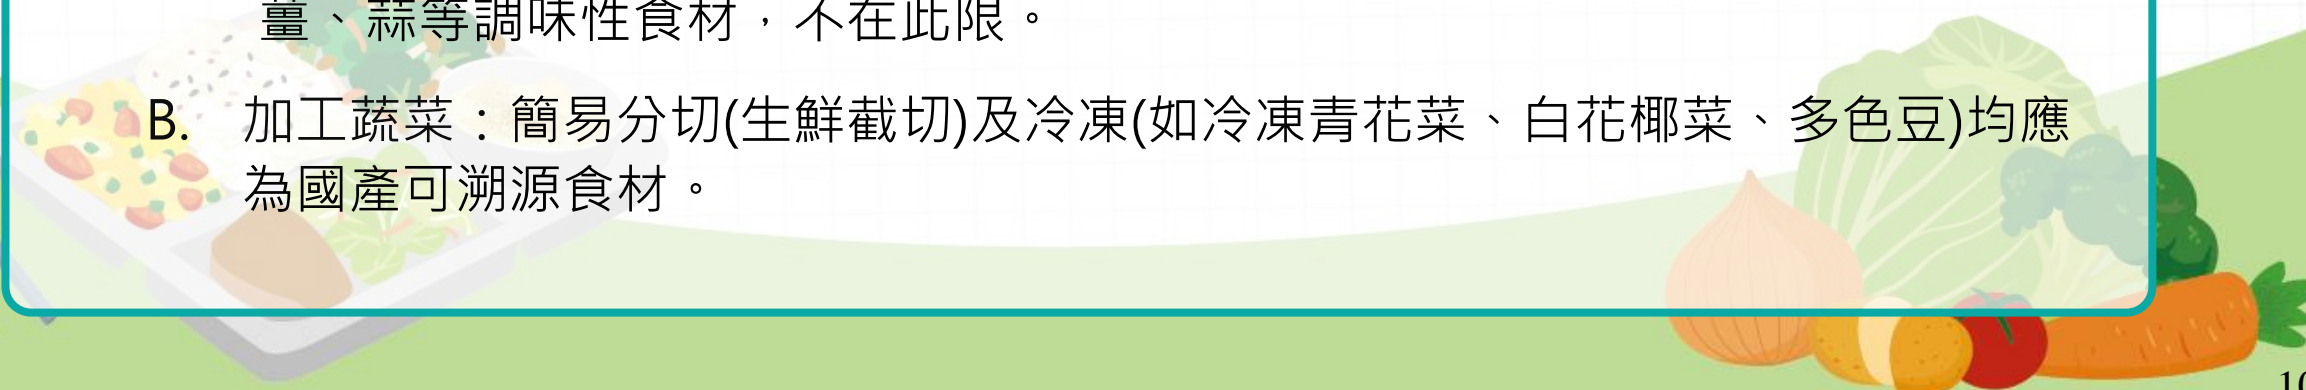 薑、蒜等調味性食材，不在此限。
B. 加工蔬菜：簡易分切(生鮮截切)及冷凍(如冷凍青花菜、白花椰菜、多色豆)均應
為國產可溯源食材。